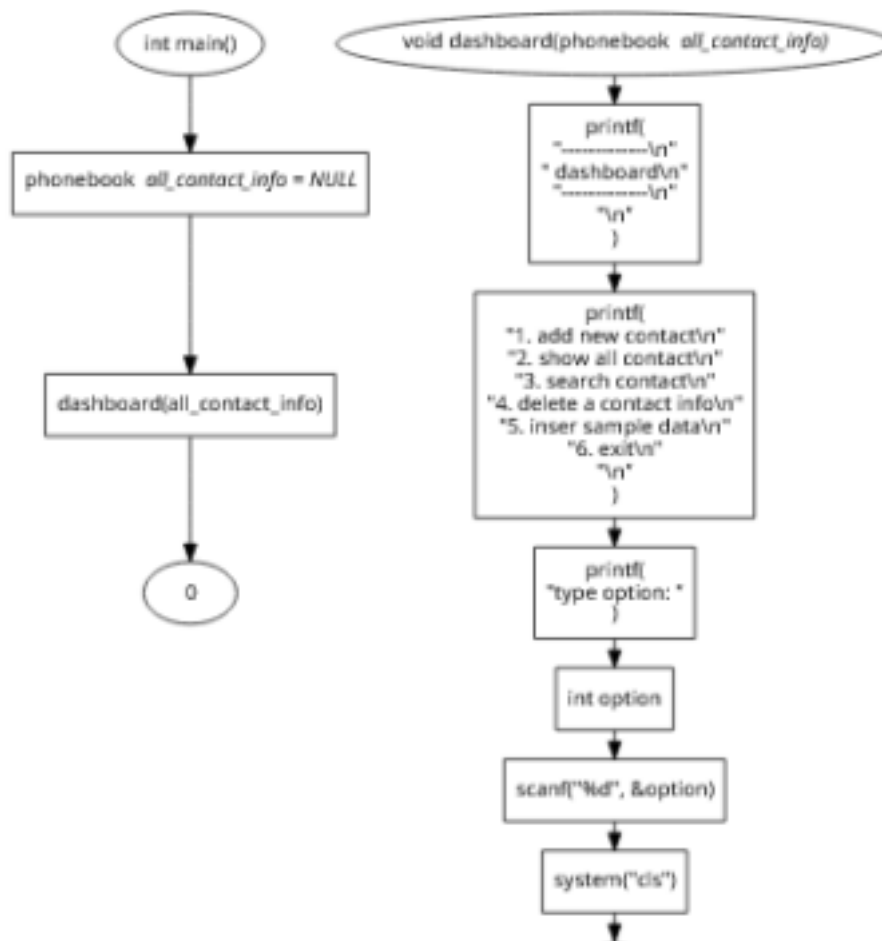 int main()
phonebook all_contact_info = NULL
dashboard(all_contact_info)
0
void dashboard(phonebook all_contact_info)
printf(
"--------------\n"
" dashboard\n"
"--------------\n"
"\n"
)
printf(
"1. add new contact\n"
"2. show all contact\n"
"3. search contact\n"
"4. delete a contact info\n"
"5. inser sample data\n"
"6. exit\n"
"\n"
)
printf(
"type option: "
)
int option
scanf("%d", &option)
system("cls")